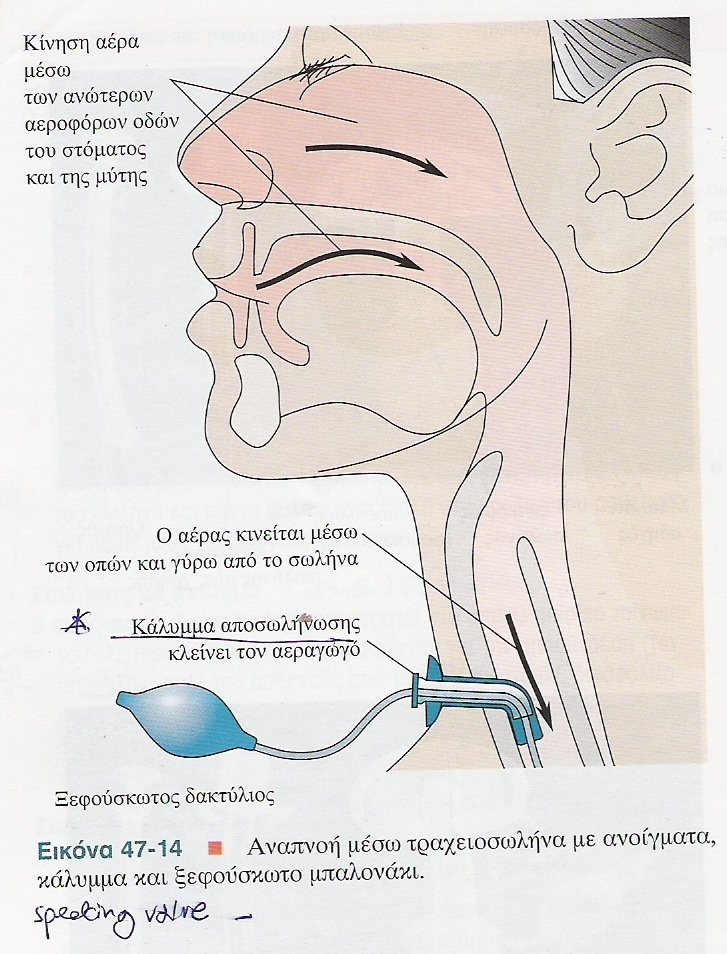 Κίνηση αέρα
μέσω
των ανώτερων
αεροφόρων οδών
του στόματος
και της μύτης
Ο αέρας κινείται μέσω
των οπών και γύρω από το σωλήνα
Κάλυμμα αποσωλήνωσης
κλείνει τον αεραγωγό
Ξεφούσκωτος δακτύλιος
Εικόνα 47-14 Αναπνοή μέσω τραχειοσωλήνα με ανοίγματα,
κάλυμμα και ξεφούσκωτο μπαλονάκι.
speaking valve -